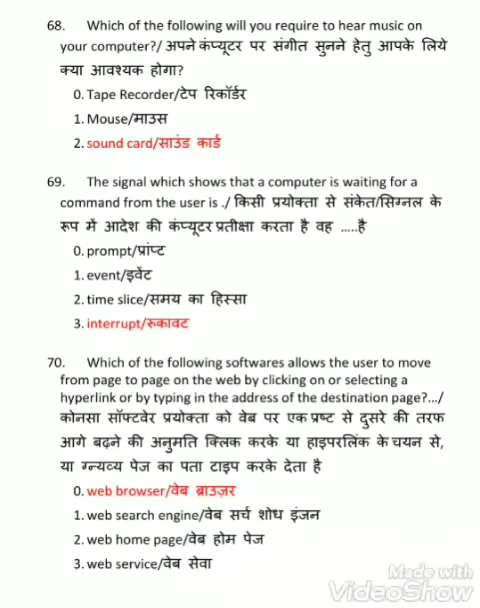 68. Which of the following will you require to hear music on
your computer?/ अपने कंप्यूटर पर संगीत सुनने हेतु आपके लिये
क्या आवश्यक होगा?
0. Tape Recorder/टेप रिकॉर्डर
1. Mouse/माउस
2. sound card/साउंड कार्ड
69. The signal which shows that a computer is waiting for a
command from the user is ./ किसी प्रयोक्ता से संकेत/सिग्नल के
रूप में आदेश की कंप्यूटर प्रतीक्षा करता है वह .....है
0. prompt/प्रांप्ट
1. event/इवेंट
2. time slice/समय का हिस्सा
3. interrupt/रुकावट
70. Which of the following softwares allows the user to move
from page to page on the web by clicking on or selecting a
hyperlink or by typing in the address of the destination page?.../
कोनसा सॉफ्टवेर प्रयोक्ता को वेब पर एक प्रष्ट से दुसरे की तरफ
आगे बढ़ने की अनुमति क्लिक करके या हाइपरलिंक के चयन से,
या ग्न्यव्य पेज का पता टाइप करके देता है
0. web browser/वेब ब्राउज़र
1. web search engine/वेब सर्च शोध इंजन
2. web home page/वेब होम पेज
3. web service/वेब सेवा
Made with
VideoShow